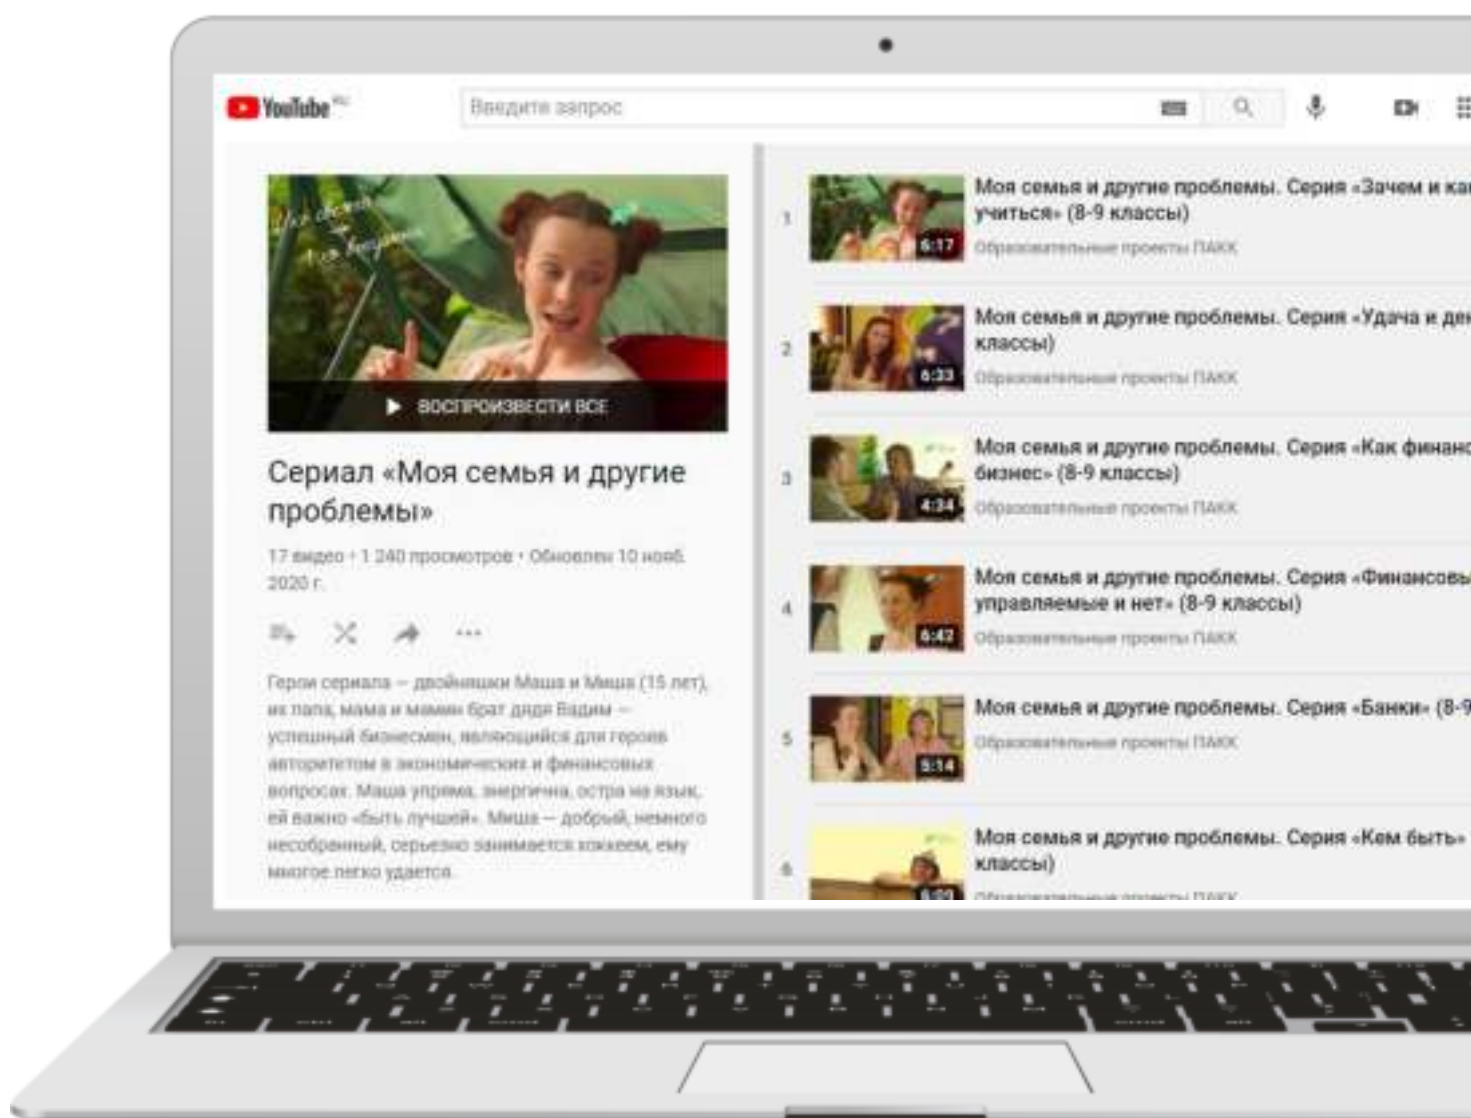 YouTube RU
Введите запрос
ВОСПРОИЗВЕСТИ ВСЕ
Сериал «Моя семья и другие
проблемы»
17 видео • 1 240 просмотров • Обновлен 10 нояб.
2020 г.
Герои сериала — двойняшки Маша и Миша (15 лет),
их папа, мама и мамин брат дядя Вадим —
успешный бизнесмен, являющийся для героев
авторитетом в экономических и финансовых
вопросах. Маша упряма, энергична, остра на язык,
ей важно «быть лучшей». Миша — добрый, немного
несобранный, серьезно занимается хоккеем, ему
многое легко удается.
1
Моя семья и другие проблемы. Серия «Зачем и как
учиться» (8-9 классы)
6:17
Образовательные проекты ПАКК
2
Моя семья и другие проблемы. Серия «Удача и ден
классы)
6:33
Образовательные проекты ПАКК
3
Моя семья и другие проблемы. Серия «Как финанс
бизнес» (8-9 классы)
4:34
Образовательные проекты ПАКК
4
Моя семья и другие проблемы. Серия «Финансовы
управляемые и нет» (8-9 классы)
6:42
Образовательные проекты ПАКК
5
Моя семья и другие проблемы. Серия «Банки» (8-9
5:14
Образовательные проекты ПАКК
6
Моя семья и другие проблемы. Серия «Кем быть»
классы)
Образовательные проекты ПАКК